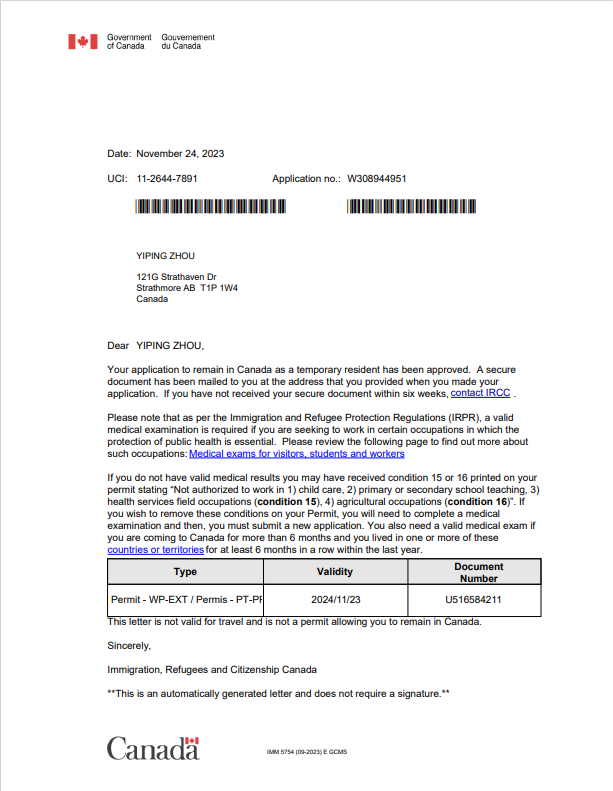 Government Gouvernement
of Canada du Canada
Date: November 24, 2023
UCI: 11-2644-7891 Application no.: W308944951
YIPING ZHOU
121G Strathaven Dr
Strathmore AB T1P 1W4
Canada
Dear YIPING ZHOU,
Your application to remain in Canada as a temporary resident has been approved. A secure
document has been mailed to you at the address that you provided when you made your
application. If you have not received your secure document within six weeks, contact IRCC .
Please note that as per the Immigration and Refugee Protection Regulations (IRPR), a valid
medical examination is required if you are seeking to work in certain occupations in which the
protection of public health is essential. Please review the following page to find out more about
such occupations: Medical exams for visitors, students and workers
If you do not have valid medical results you may have received condition 15 or 16 printed on your
permit stating “Not authorized to work in 1) child care, 2) primary or secondary school teaching, 3)
health services field occupations (condition 15), 4) agricultural occupations (condition 16)”. If
you wish to remove these conditions on your Permit, you will need to complete a medical
examination and then, you must submit a new application. You also need a valid medical exam if
you are coming to Canada for more than 6 months and you lived in one or more of these
countries or territories for at least 6 months in a row within the last year.
Type Validity Document
Number
Permit - WP-EXT / Permis - PT-PR 2024/11/23 U516584211
This letter is not valid for travel and is not a permit allowing you to remain in Canada.
Sincerely,
Immigration, Refugees and Citizenship Canada
**This is an automatically generated letter and does not require a signature.**
Canada
IMM 5754 (09-2023) E GCMS